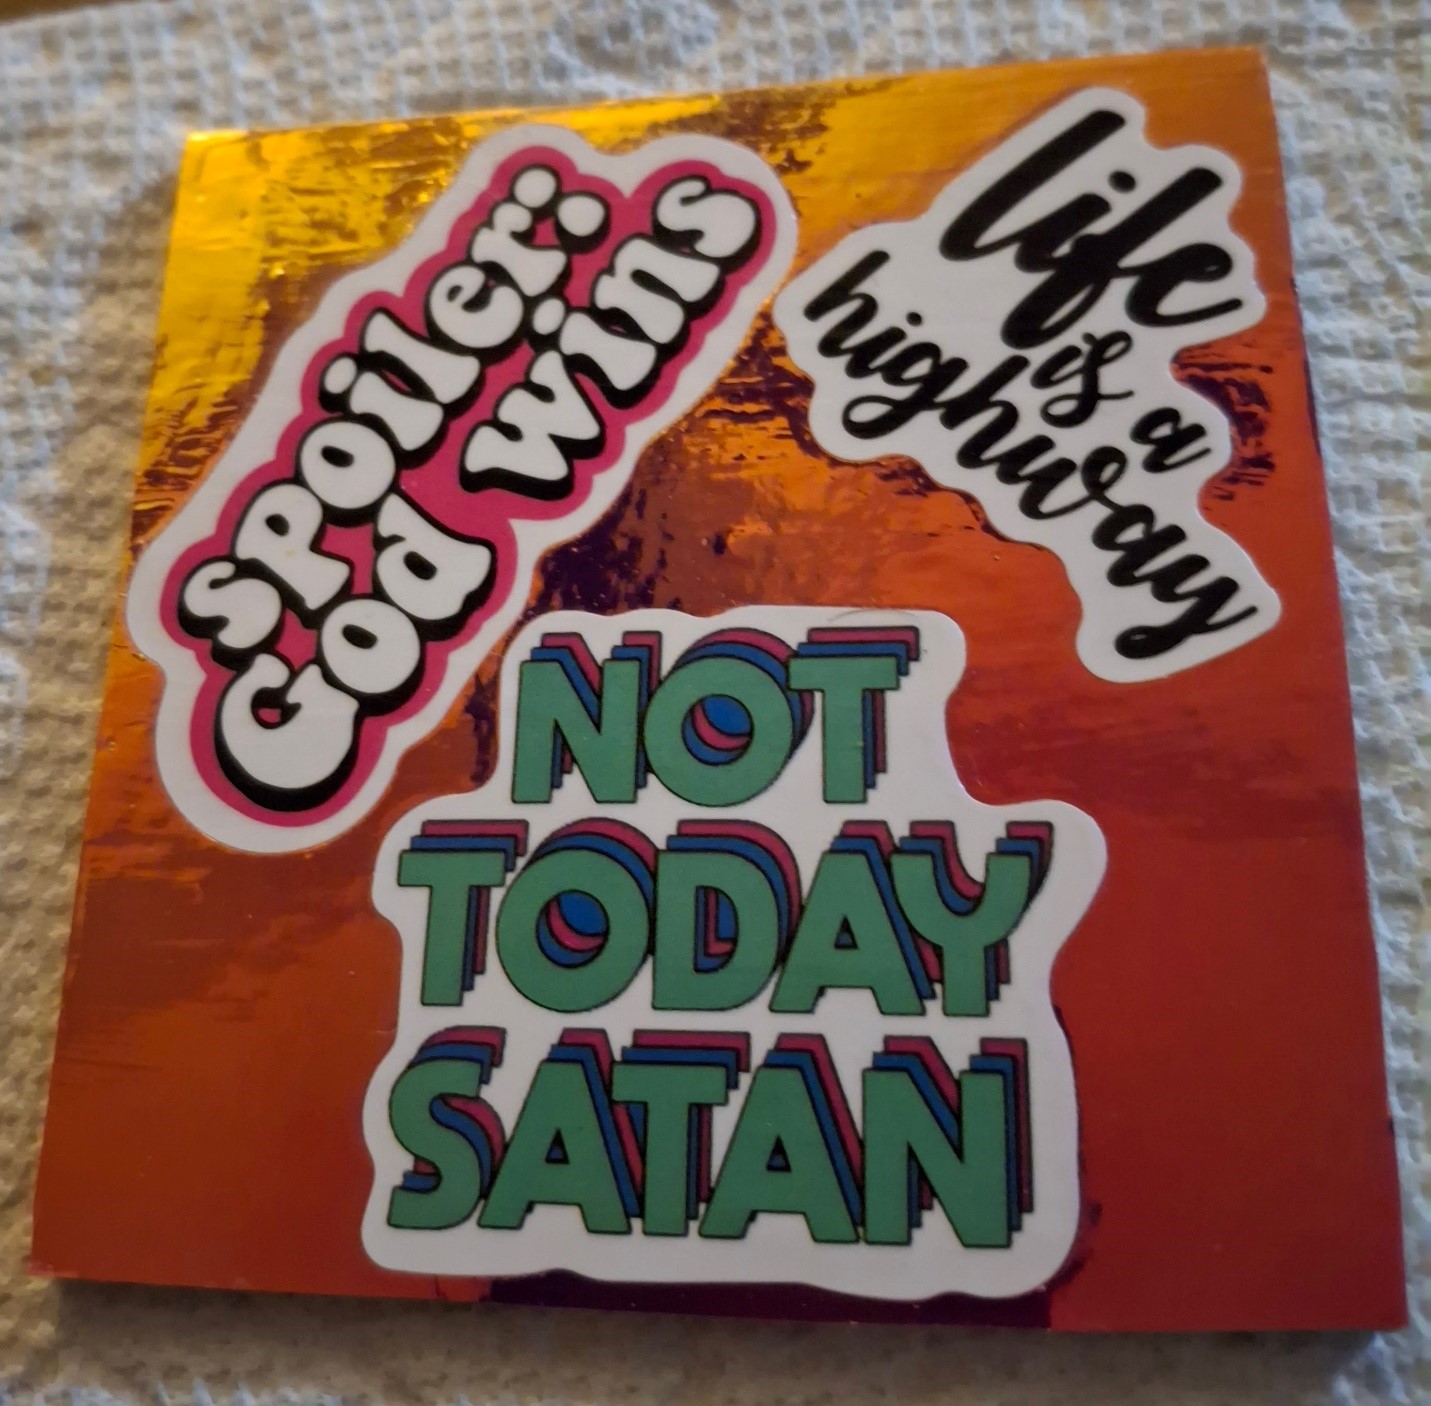 spoiler:
God wins
life
is a
highway
NOT
TODAY
SATAN